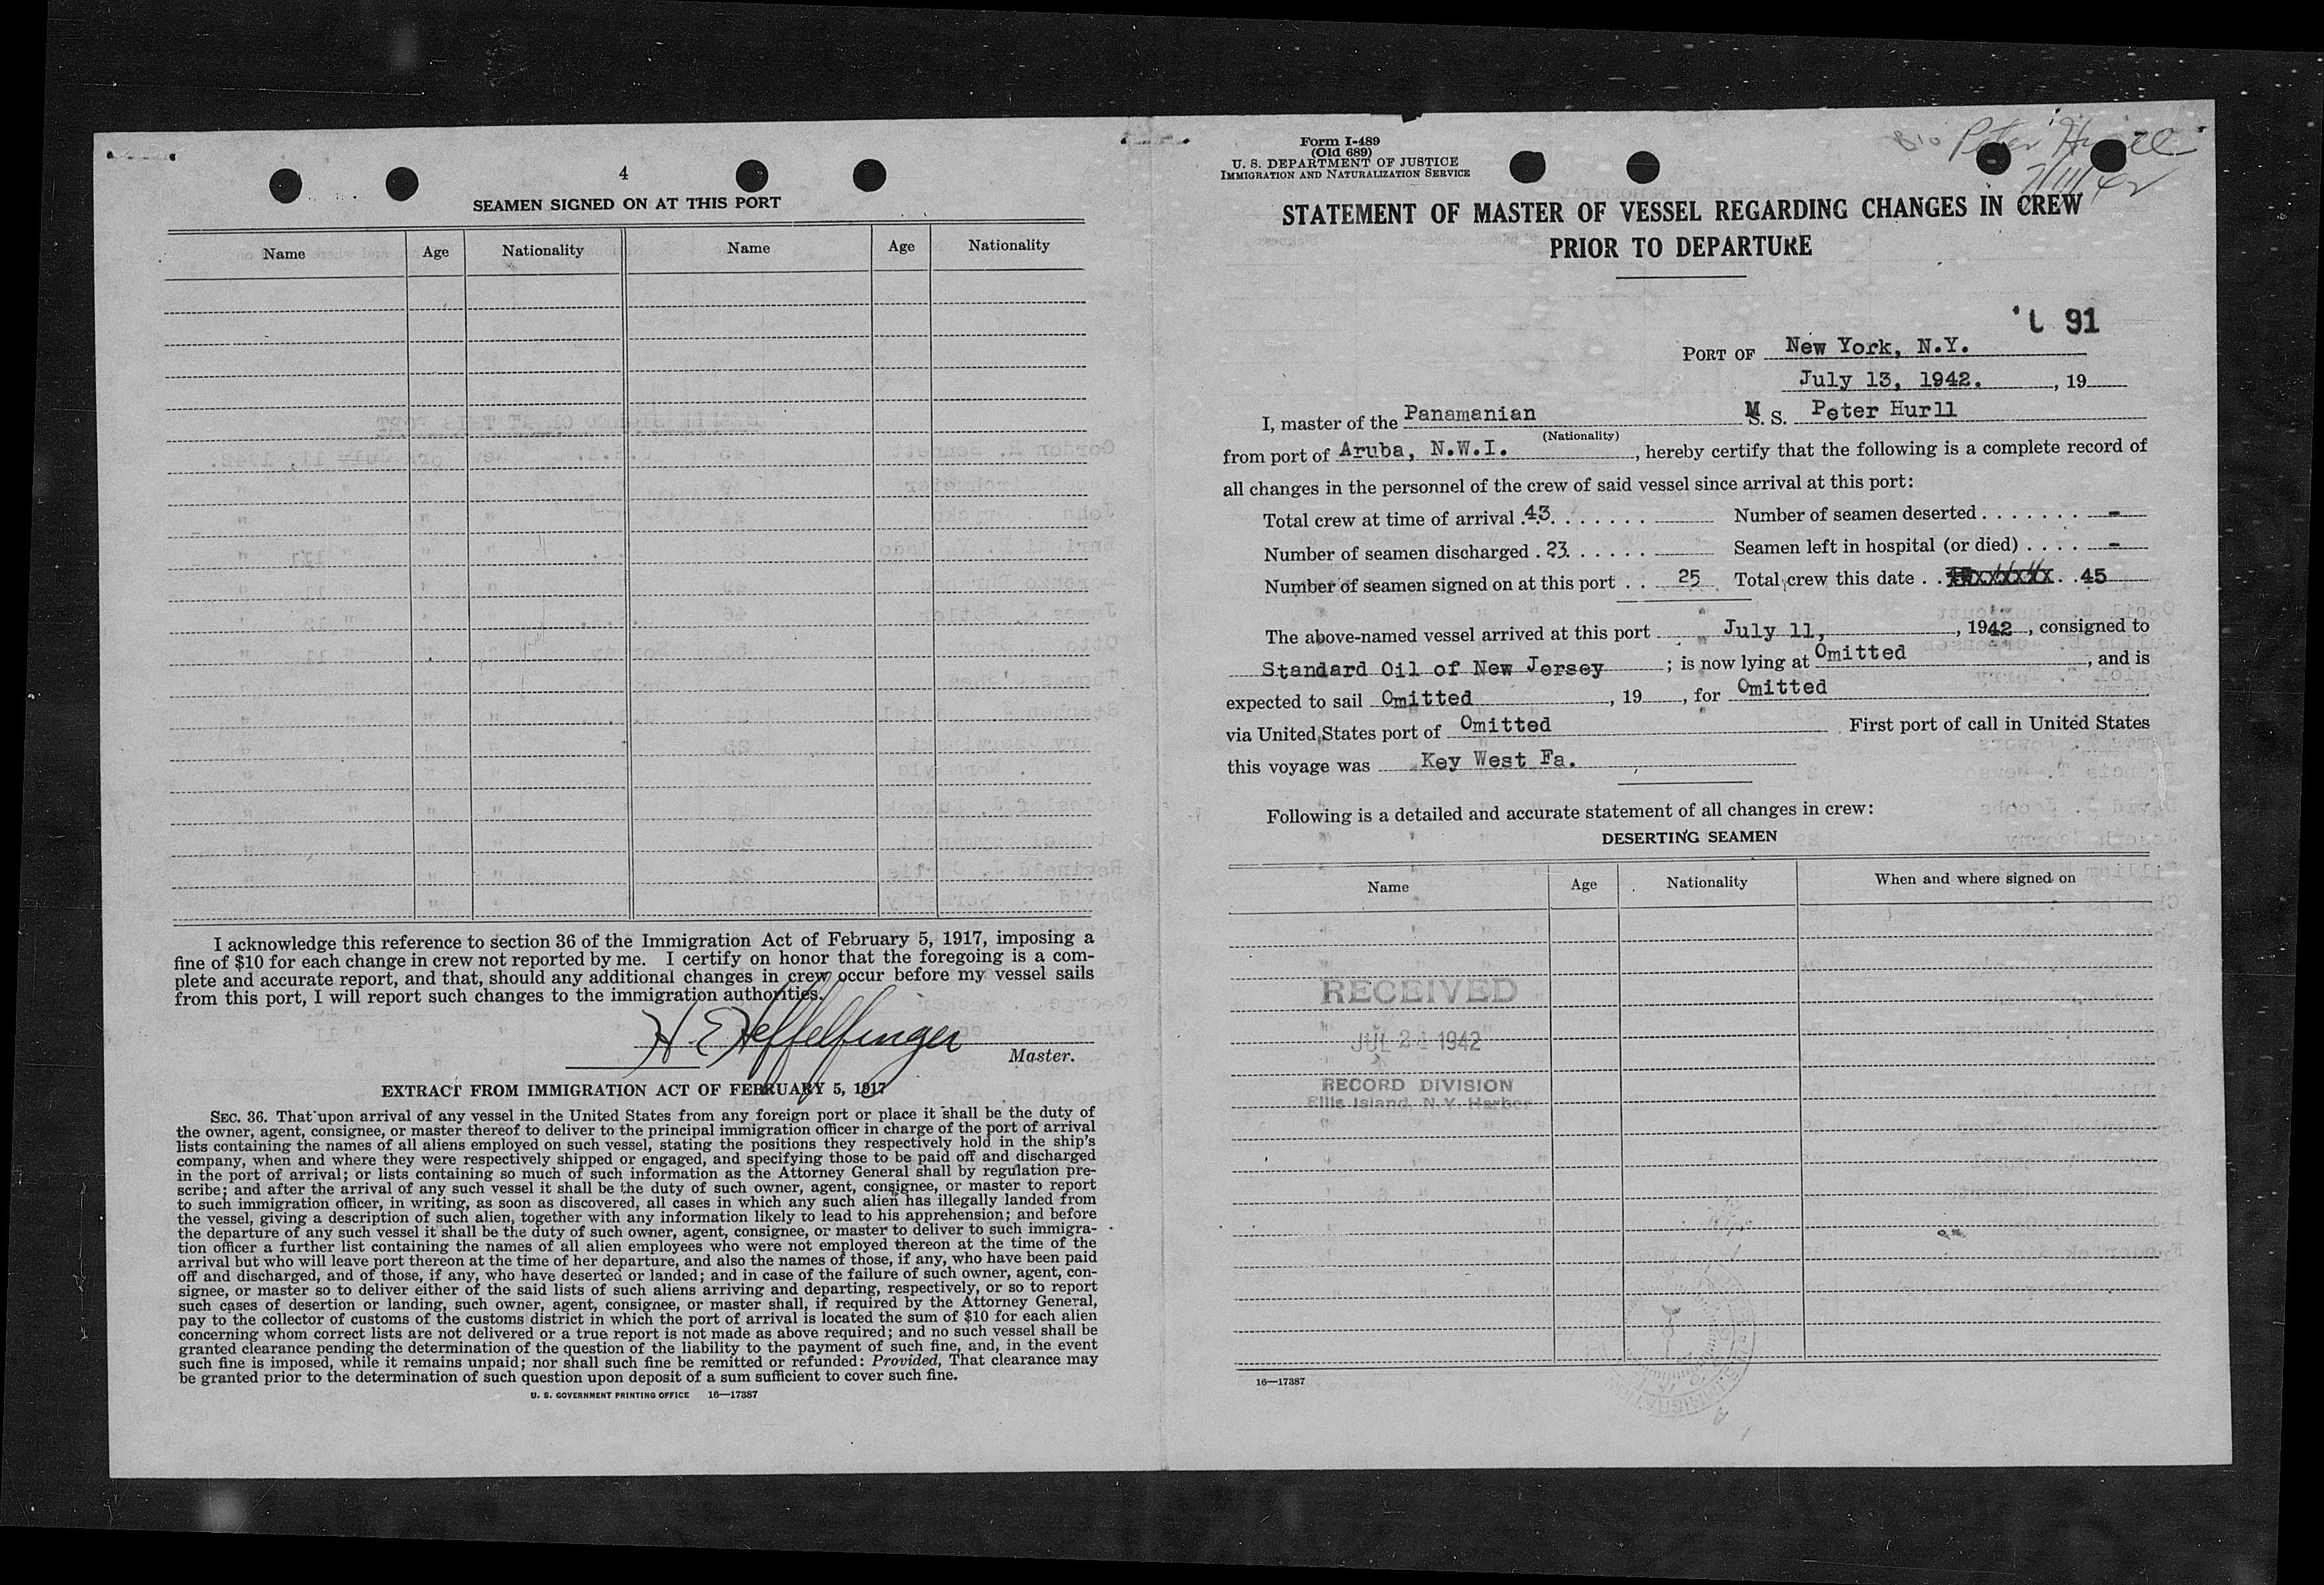 4
SEAMEN SIGNED ON AT THIS PORT
Name Age Nationality Name Age Nationality
I acknowledge this reference to section 36 of the Immigration Act of February 5, 1917, imposing a
fine of $10 for each change in crew not reported by me. I certify on honor that the foregoing is a com-
plete and accurate report, and that, should any additional changes in crew occur before my vessel sails
from this port, I will report such changes to the immigration authorities.
H E Heffelfinger
Master.
EXTRACT FROM IMMIGRATION ACT OF FEBRUARY 5, 1917
SEC. 36. That upon arrival of any vessel in the United States from any foreign port or place it shall be the duty of
the owner, agent, consignee, or master thereof to deliver to the principal immigration officer in charge of the port of arrival
lists containing the names of all aliens employed on such vessel, stating the positions they respectively hold in the ship's
company, when and where they were respectively shipped or engaged, and specifying those to be paid off and discharged
in the port of arrival; or lists containing so much of such information as the Attorney General shall by regulation pre-
scribe; and after the arrival of any such vessel it shall be the duty of such owner, agent, consignee, or master to report
to such immigration officer, in writing, as soon as discovered, all cases in which any such alien has illegally landed from
the vessel, giving a description of such alien, together with any information likely to lead to his apprehension; and before
the departure of any such vessel it shall be the duty of such owner, agent, consignee, or master to deliver to such immigra-
tion officer a further list containing the names of all alien employees who were not employed thereon at the time of the
arrival but who will leave port thereon at the time of her departure, and also the names of those, if any, who have been paid
off and discharged, and of those, if any, who have deserted or landed; and in case of the failure of such owner, agent, con-
signee, or master so to deliver either of the said lists of such aliens arriving and departing, respectively, or so to report
such cases of desertion or landing, such owner, agent, consignee, or master shall, if required by the Attorney General,
pay to the collector of customs of the customs district in which the port of arrival is located the sum of $10 for each alien
concerning whom correct lists are not delivered or a true report is not made as above required; and no such vessel shall be
granted clearance pending the determination of the question of the liability to the payment of such fine, and, in the event
such fine is imposed, while it remains unpaid; nor shall such fine be remitted or refunded: Provided, That clearance may
be granted prior to the determination of such question upon deposit of a sum sufficient to cover such fine.
U. S. GOVERNMENT PRINTING OFFICE 16—17387
Form I-489
(Old 689)
U. S. DEPARTMENT OF JUSTICE
IMMIGRATION AND NATURALIZATION SERVICE
Peter Hurll
7/11/42
STATEMENT OF MASTER OF VESSEL REGARDING CHANGES IN CREW
PRIOR TO DEPARTURE
91
PORT OF New York, N.Y.
July 13, 1942. , 19
I, master of the Panamanian M S. S. Peter Hurll
(Nationality)
from port of Aruba, N.W.I. , hereby certify that the following is a complete record of
all changes in the personnel of the crew of said vessel since arrival at this port:
Total crew at time of arrival 43 Number of seamen deserted -
Number of seamen discharged 23 Seamen left in hospital (or died) -
Number of seamen signed on at this port 25 Total crew this date 45
The above-named vessel arrived at this port July 11, , 1942 , consigned to
Standard Oil of New Jersey ; is now lying at Omitted , and is
expected to sail Omitted , 19 , for Omitted
via United States port of Omitted First port of call in United States
this voyage was Key West Fa.
Following is a detailed and accurate statement of all changes in crew:
DESERTING SEAMEN
Name Age Nationality When and where signed on
RECEIVED
JUL 24 1942
RECORD DIVISION
Ellis Island, N.Y. Harbor
16—17387